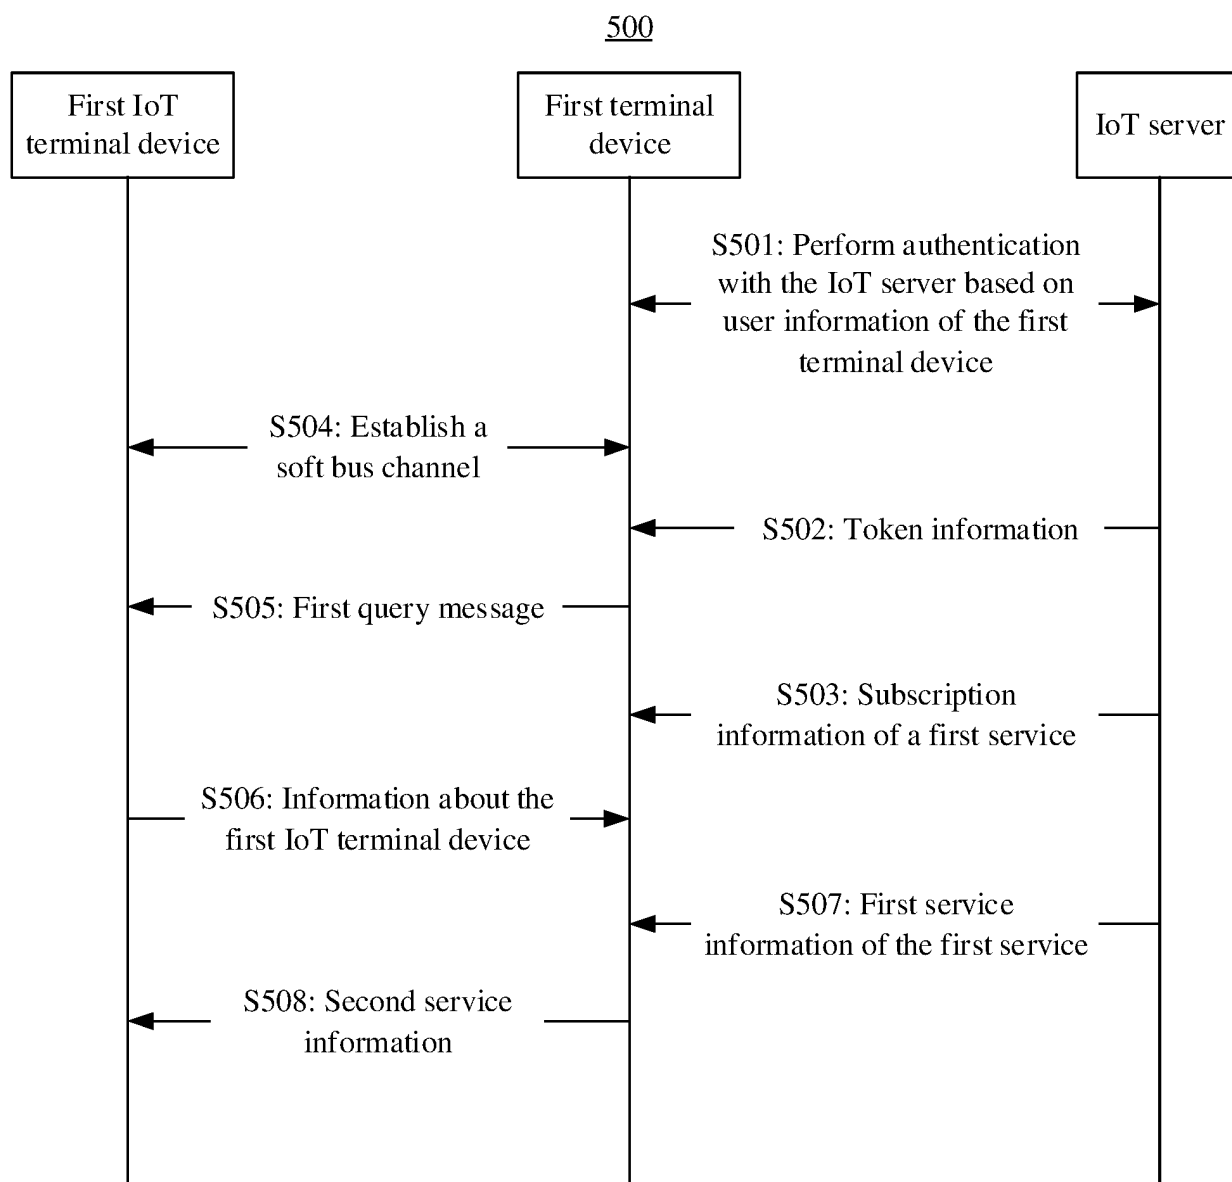 500
First IoT
terminal device
First terminal
device
IoT server
S501: Perform authentication
with the IoT server based on
user information of the first
terminal device
S504: Establish a
soft bus channel
S502: Token information
S505: First query message
S503: Subscription
information of a first service
S506: Information about the
first IoT terminal device
S507: First service
information of the first service
S508: Second service
information